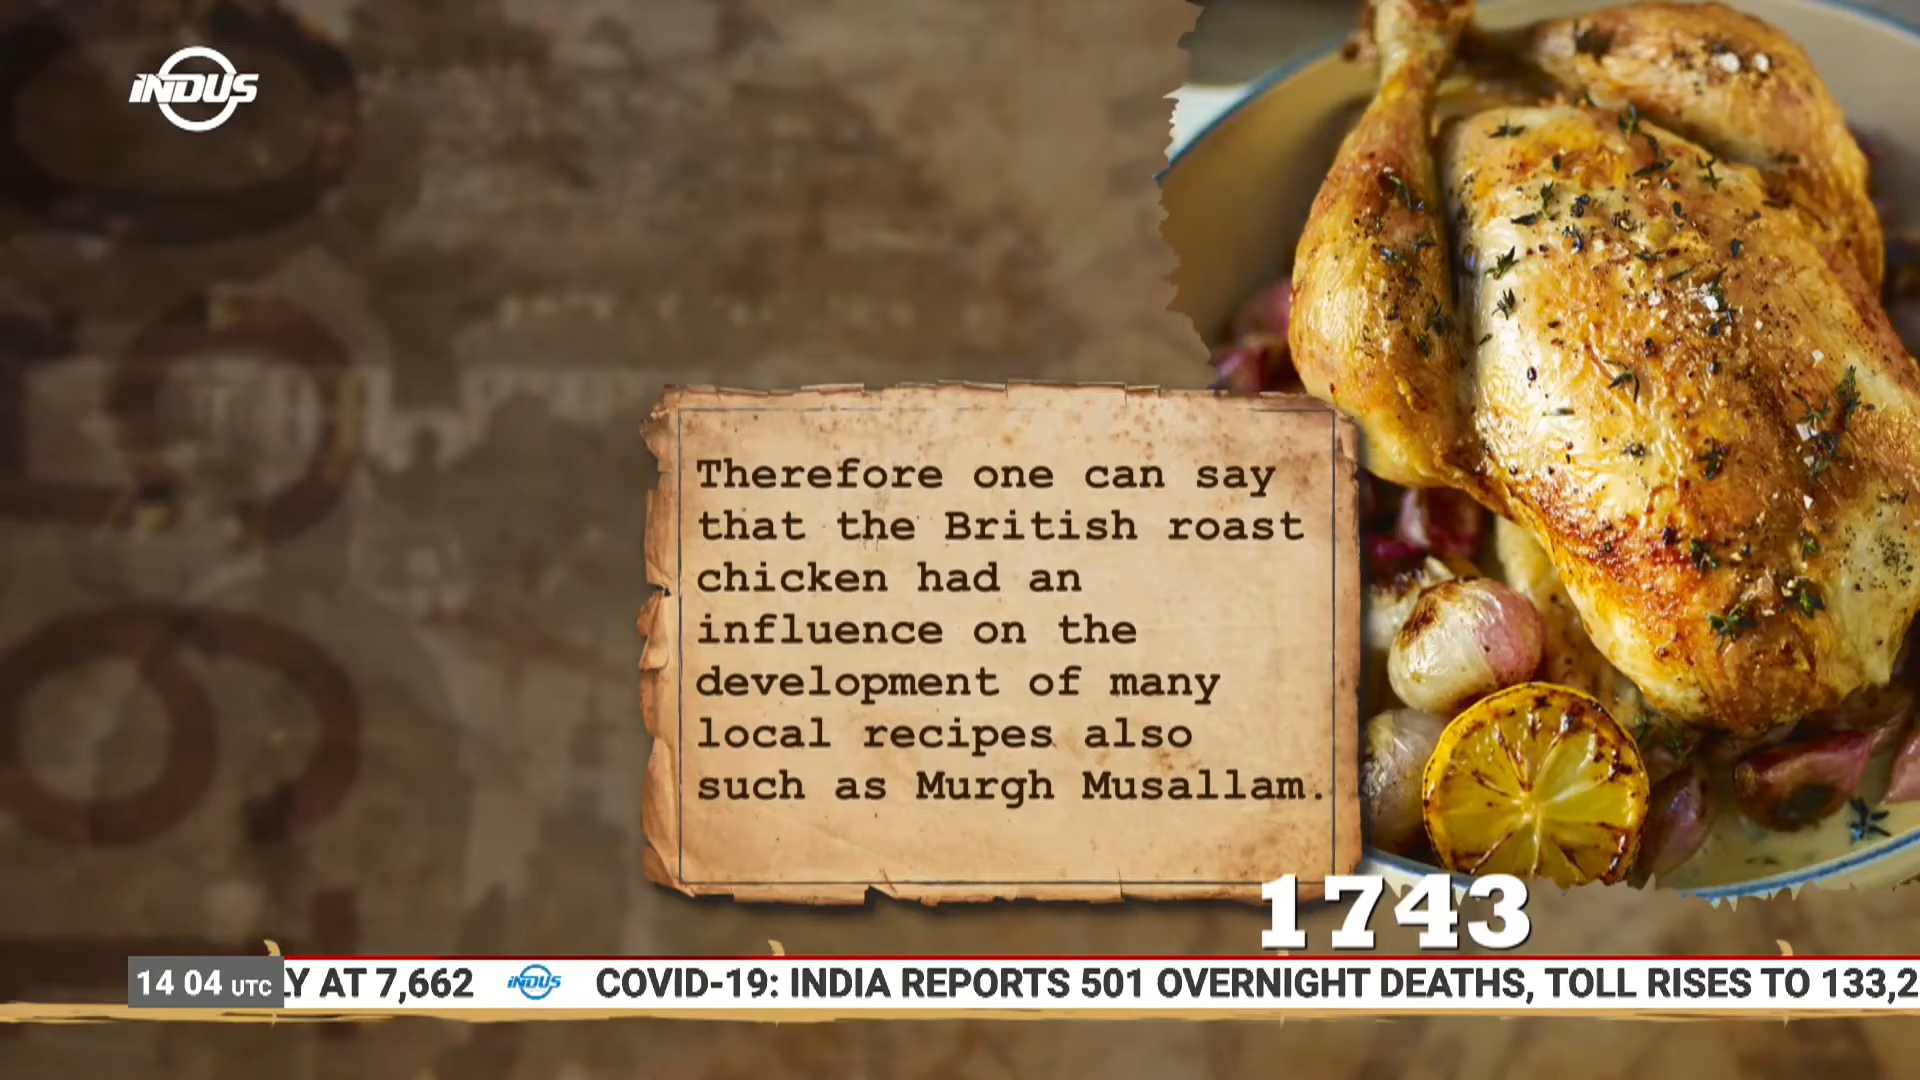 INDUS
Therefore one can say
that the British roast
chicken had an
influence on the
development of many
local recipes also
such as Murgh Musallam.
1743
14 04 UTC
Y AT 7,662 INDUS COVID-19: INDIA REPORTS 501 OVERNIGHT DEATHS, TOLL RISES TO 133,2